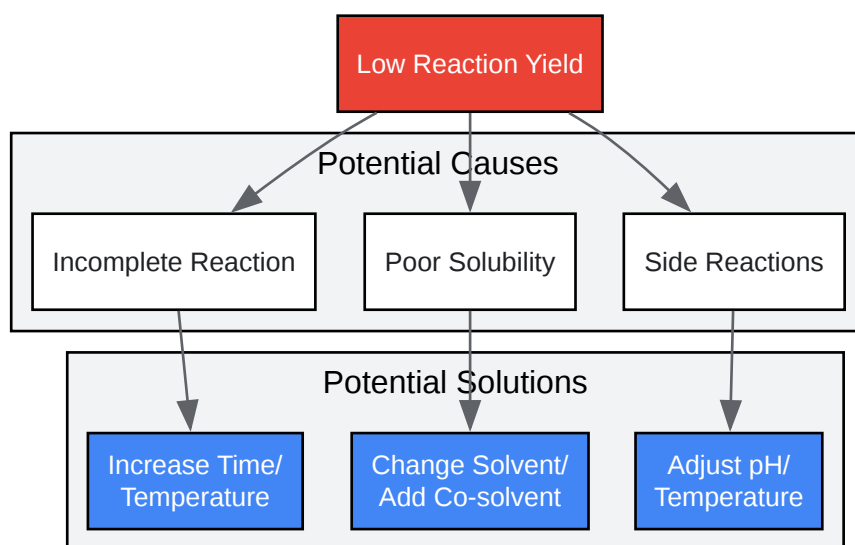 Low Reaction Yield
Potential Causes
Incomplete Reaction
Poor Solubility
Side Reactions
Potential Solutions
Increase Time/
Temperature
Change Solvent/
Add Co-solvent
Adjust pH/
Temperature